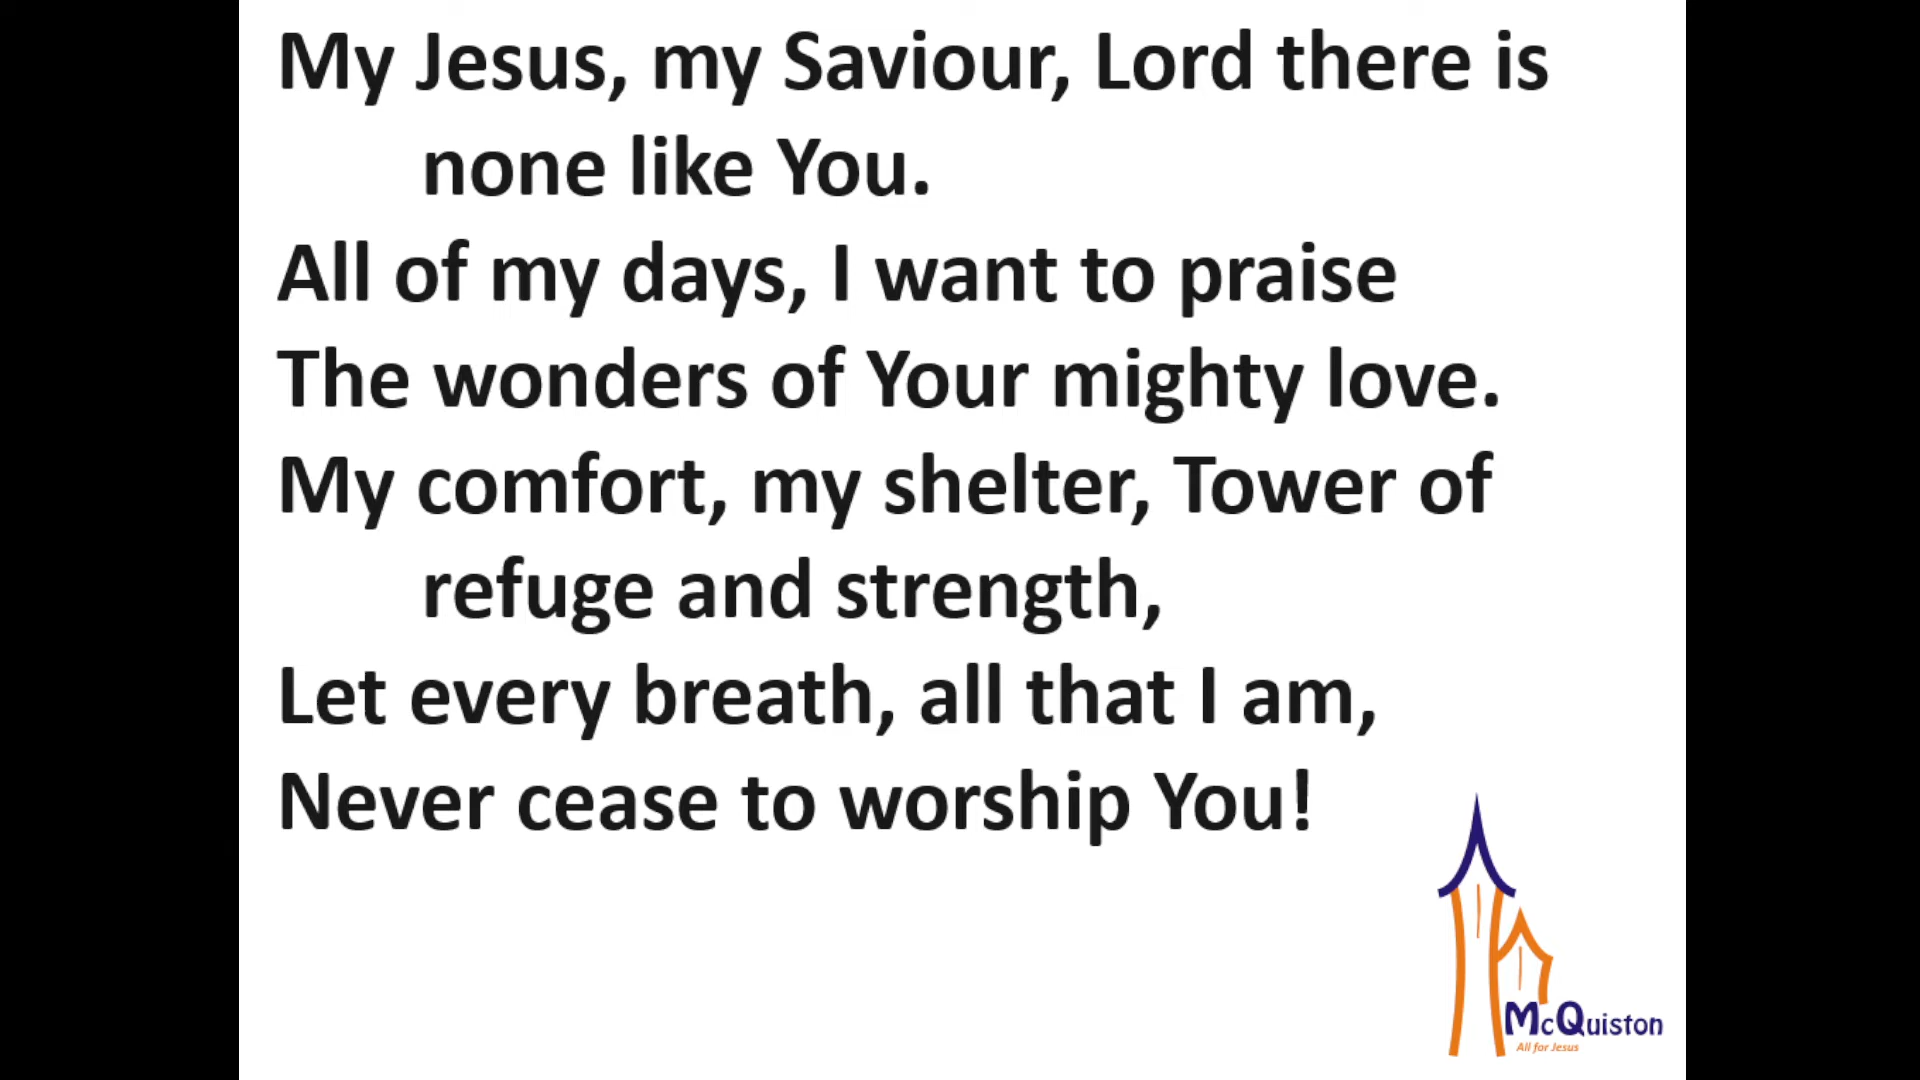 My Jesus, my Saviour, Lord there is
none like You.
All of my days, I want to praise
The wonders of Your mighty love.
My comfort, my shelter, Tower of
refuge and strength,
Let every breath, all that I am,
Never cease to worship You!
McQuiston
All for Jesus